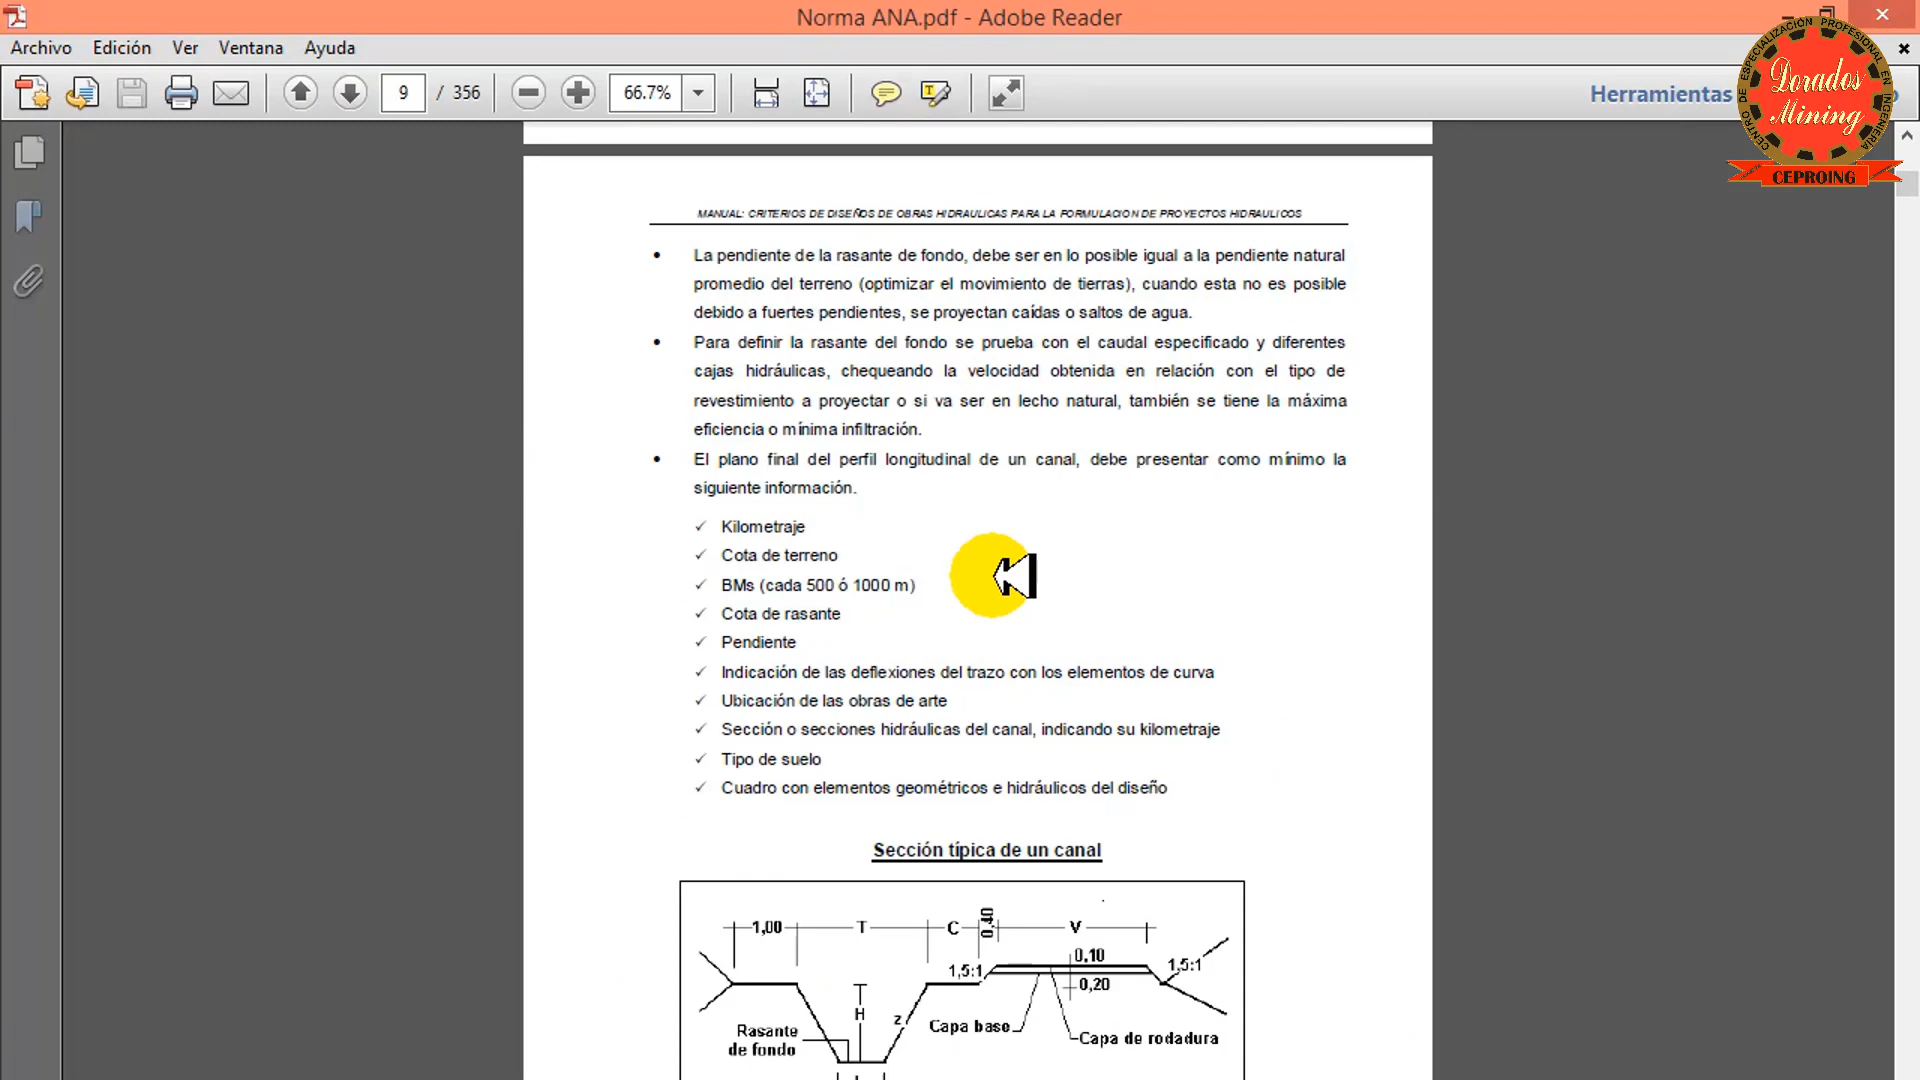 Norma ANA.pdf - Adobe Reader
Archivo Edición Ver Ventana Ayuda
9 / 356 66.7% Herramientas
CENTRO DE ESPECIALIZACIÓN PROFESIONAL EN INGENIERÍA
Dorados
Mining
CEPROING
MANUAL: CRITERIOS DE DISEÑOS DE OBRAS HIDRAULICAS PARA LA FORMULACION DE PROYECTOS HIDRAULICOS
• La pendiente de la rasante de fondo, debe ser en lo posible igual a la pendiente natural
promedio del terreno (optimizar el movimiento de tierras), cuando esta no es posible
debido a fuertes pendientes, se proyectan caídas o saltos de agua.
• Para definir la rasante del fondo se prueba con el caudal especificado y diferentes
cajas hidráulicas, chequeando la velocidad obtenida en relación con el tipo de
revestimiento a proyectar o si va ser en lecho natural, también se tiene la máxima
eficiencia o mínima infiltración.
• El plano final del perfil longitudinal de un canal, debe presentar como mínimo la
siguiente información.
✓ Kilometraje
✓ Cota de terreno
✓ BMs (cada 500 ó 1000 m)
✓ Cota de rasante
✓ Pendiente
✓ Indicación de las deflexiones del trazo con los elementos de curva
✓ Ubicación de las obras de arte
✓ Sección o secciones hidráulicas del canal, indicando su kilometraje
✓ Tipo de suelo
✓ Cuadro con elementos geométricos e hidráulicos del diseño
Sección típica de un canal
1,00 T C 0,40 V
0,10
1,5:1 1,5:1
0,20
H z
Capa base
Rasante
de fondo
Capa de rodadura